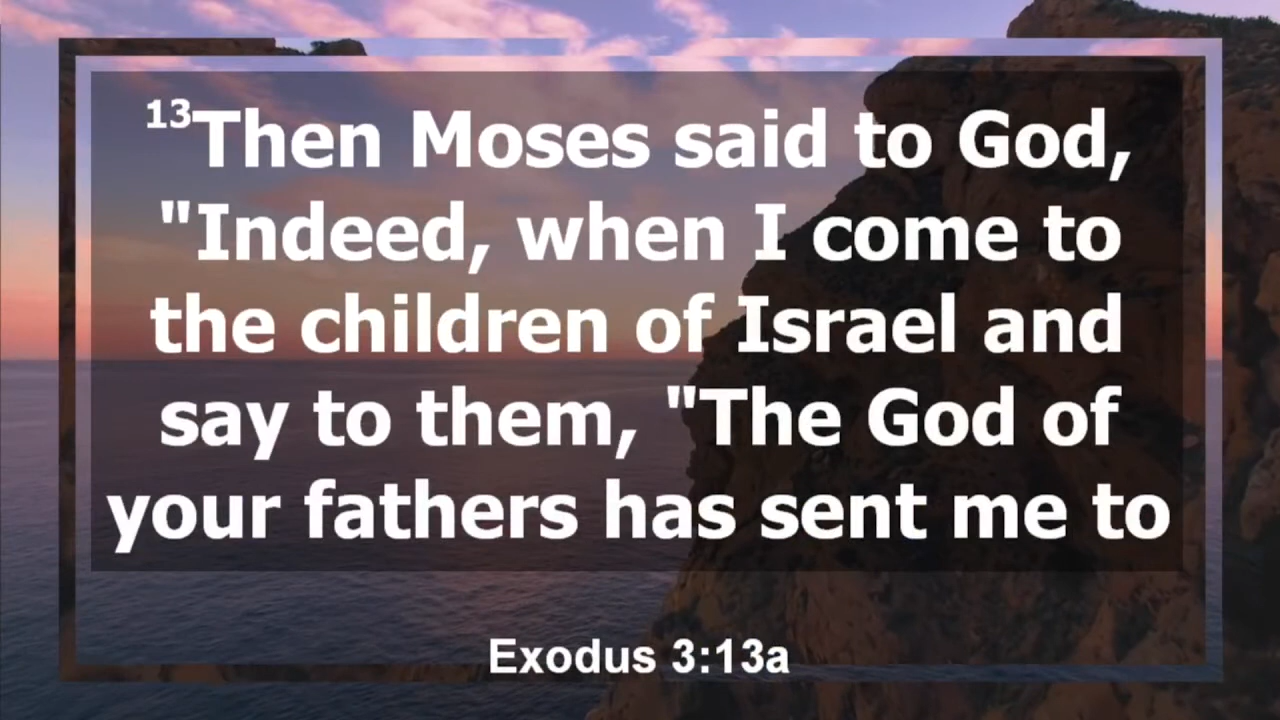 13Then Moses said to God,
"Indeed, when I come to
the children of Israel and
say to them, "The God of
your fathers has sent me to
Exodus 3:13a